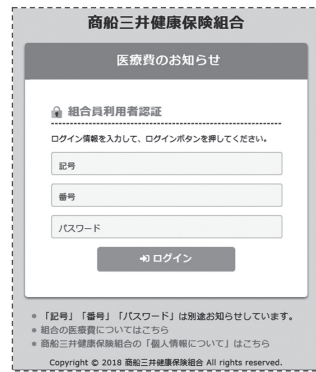 商船三井健康保険組合
医療費のお知らせ
組合員利用者認証
ログイン情報を入力して、ログインボタンを押してください。
記号
番号
パスワード
ログイン
「記号」「番号」「パスワード」は別途お知らせしています。
組合の医療費についてはこちら
商船三井健康保険組合の「個人情報について」はこちら
Copyright © 2018 商船三井健康保険組合 All rights reserved.